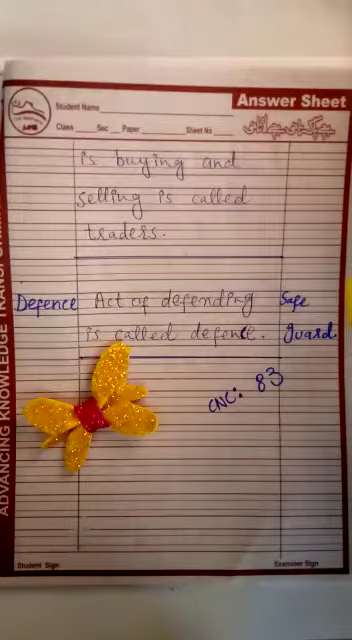 Answer Sheet
Student Name
Class Sec Paper Sheet No
is buying and
selling is called
traders.
Defence Act of defending Safe
is called defence. guard
CNC: 83
ADVANCING KNOWLEDGE TRANSFORM
Student Sign Examiner Sign